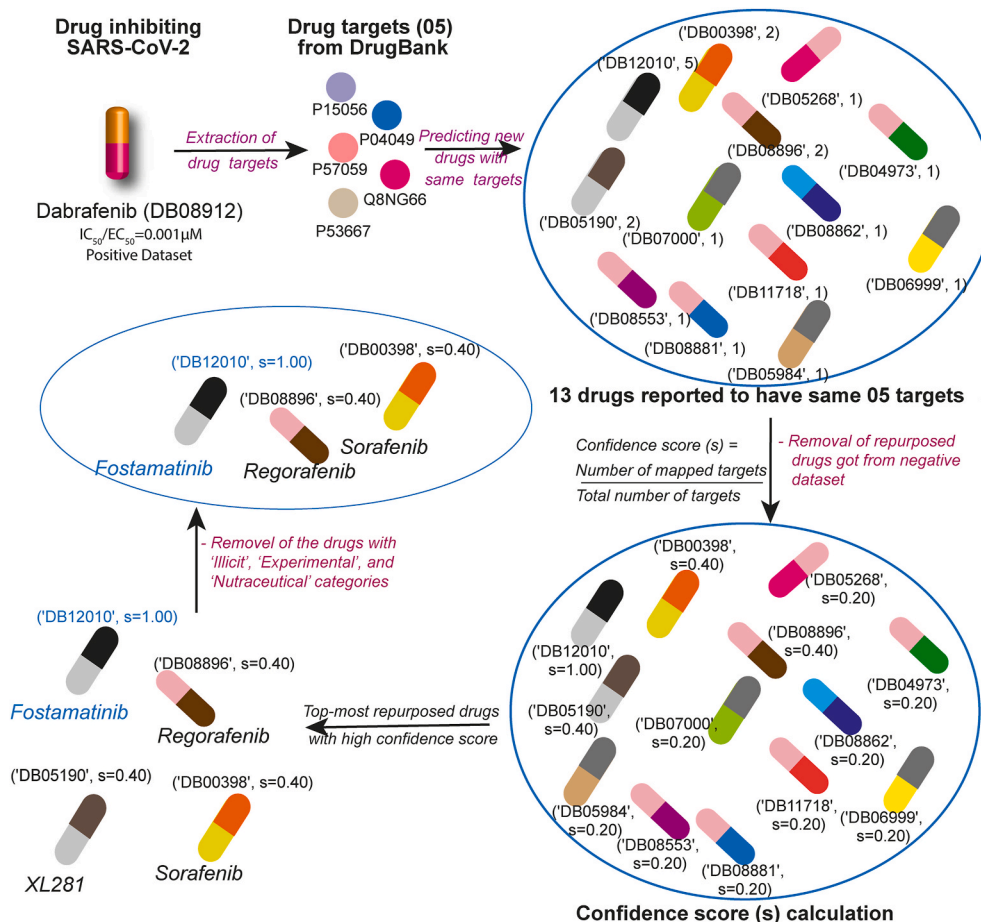 Drug inhibiting
SARS-CoV-2
Dabrafenib (DB08912)
IC50/EC50=0.001µM
Positive Dataset
Extraction of
drug targets
Drug targets (05)
from DrugBank
P15056
P04049
P57059
Q8NG66
P53667
Predicting new
drugs with
same targets
('DB00398', 2)
('DB12010', 5)
('DB05268', 1)
('DB08896', 2)
('DB04973', 1)
('DB05190', 2)
('DB07000', 1)
('DB08862', 1)
('DB06999', 1)
('DB11718', 1)
('DB08553', 1)
('DB08881', 1)
('DB05984', 1)
13 drugs reported to have same 05 targets
Confidence score (s) =
Number of mapped targets
Total number of targets
- Removal of repurposed
drugs got from negative
dataset
('DB00398',
s=0.40)
('DB05268',
s=0.20)
('DB12010',
s=1.00)
('DB08896',
s=0.40)
('DB04973',
s=0.20)
('DB05190',
s=0.40)
('DB07000',
s=0.20)
('DB08862',
s=0.20)
('DB05984',
s=0.20)
('DB11718',
s=0.20)
('DB06999',
s=0.20)
('DB08553',
s=0.20)
('DB08881',
s=0.20)
Confidence score (s) calculation
Top-most repurposed drugs
with high confidence score
('DB12010', s=1.00)
Fostamatinib
('DB08896', s=0.40)
Regorafenib
('DB05190', s=0.40)
XL281
('DB00398', s=0.40)
Sorafenib
- Removel of the drugs with
'Illicit', 'Experimental', and
'Nutraceutical' categories
('DB12010', s=1.00)
Fostamatinib
('DB08896', s=0.40)
Regorafenib
('DB00398', s=0.40)
Sorafenib